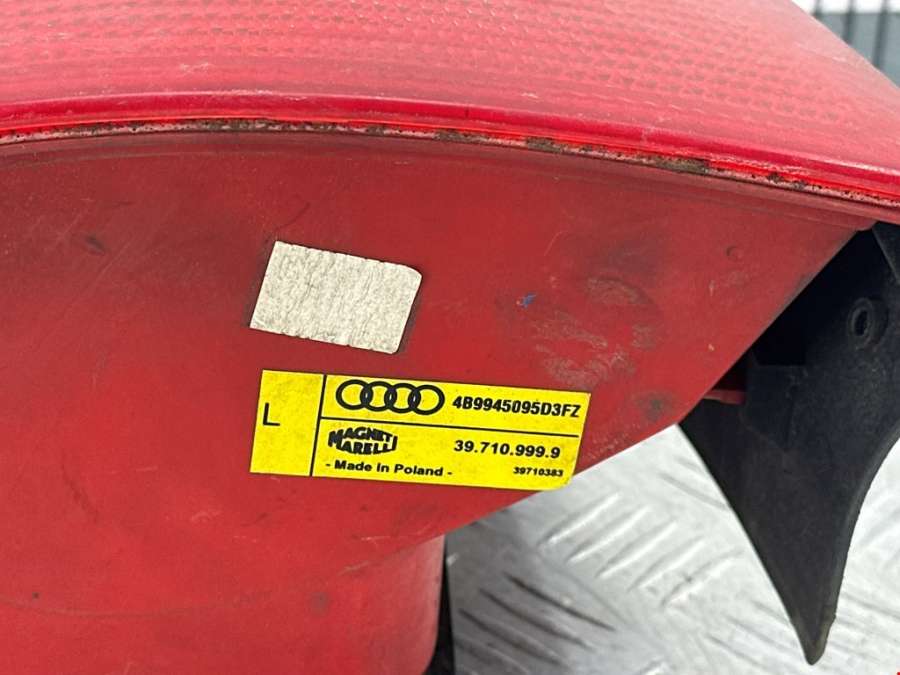 L
4B9945095D3FZ
MAGNETI
MARELLI
39.710.999.9
- Made in Poland -
39710383